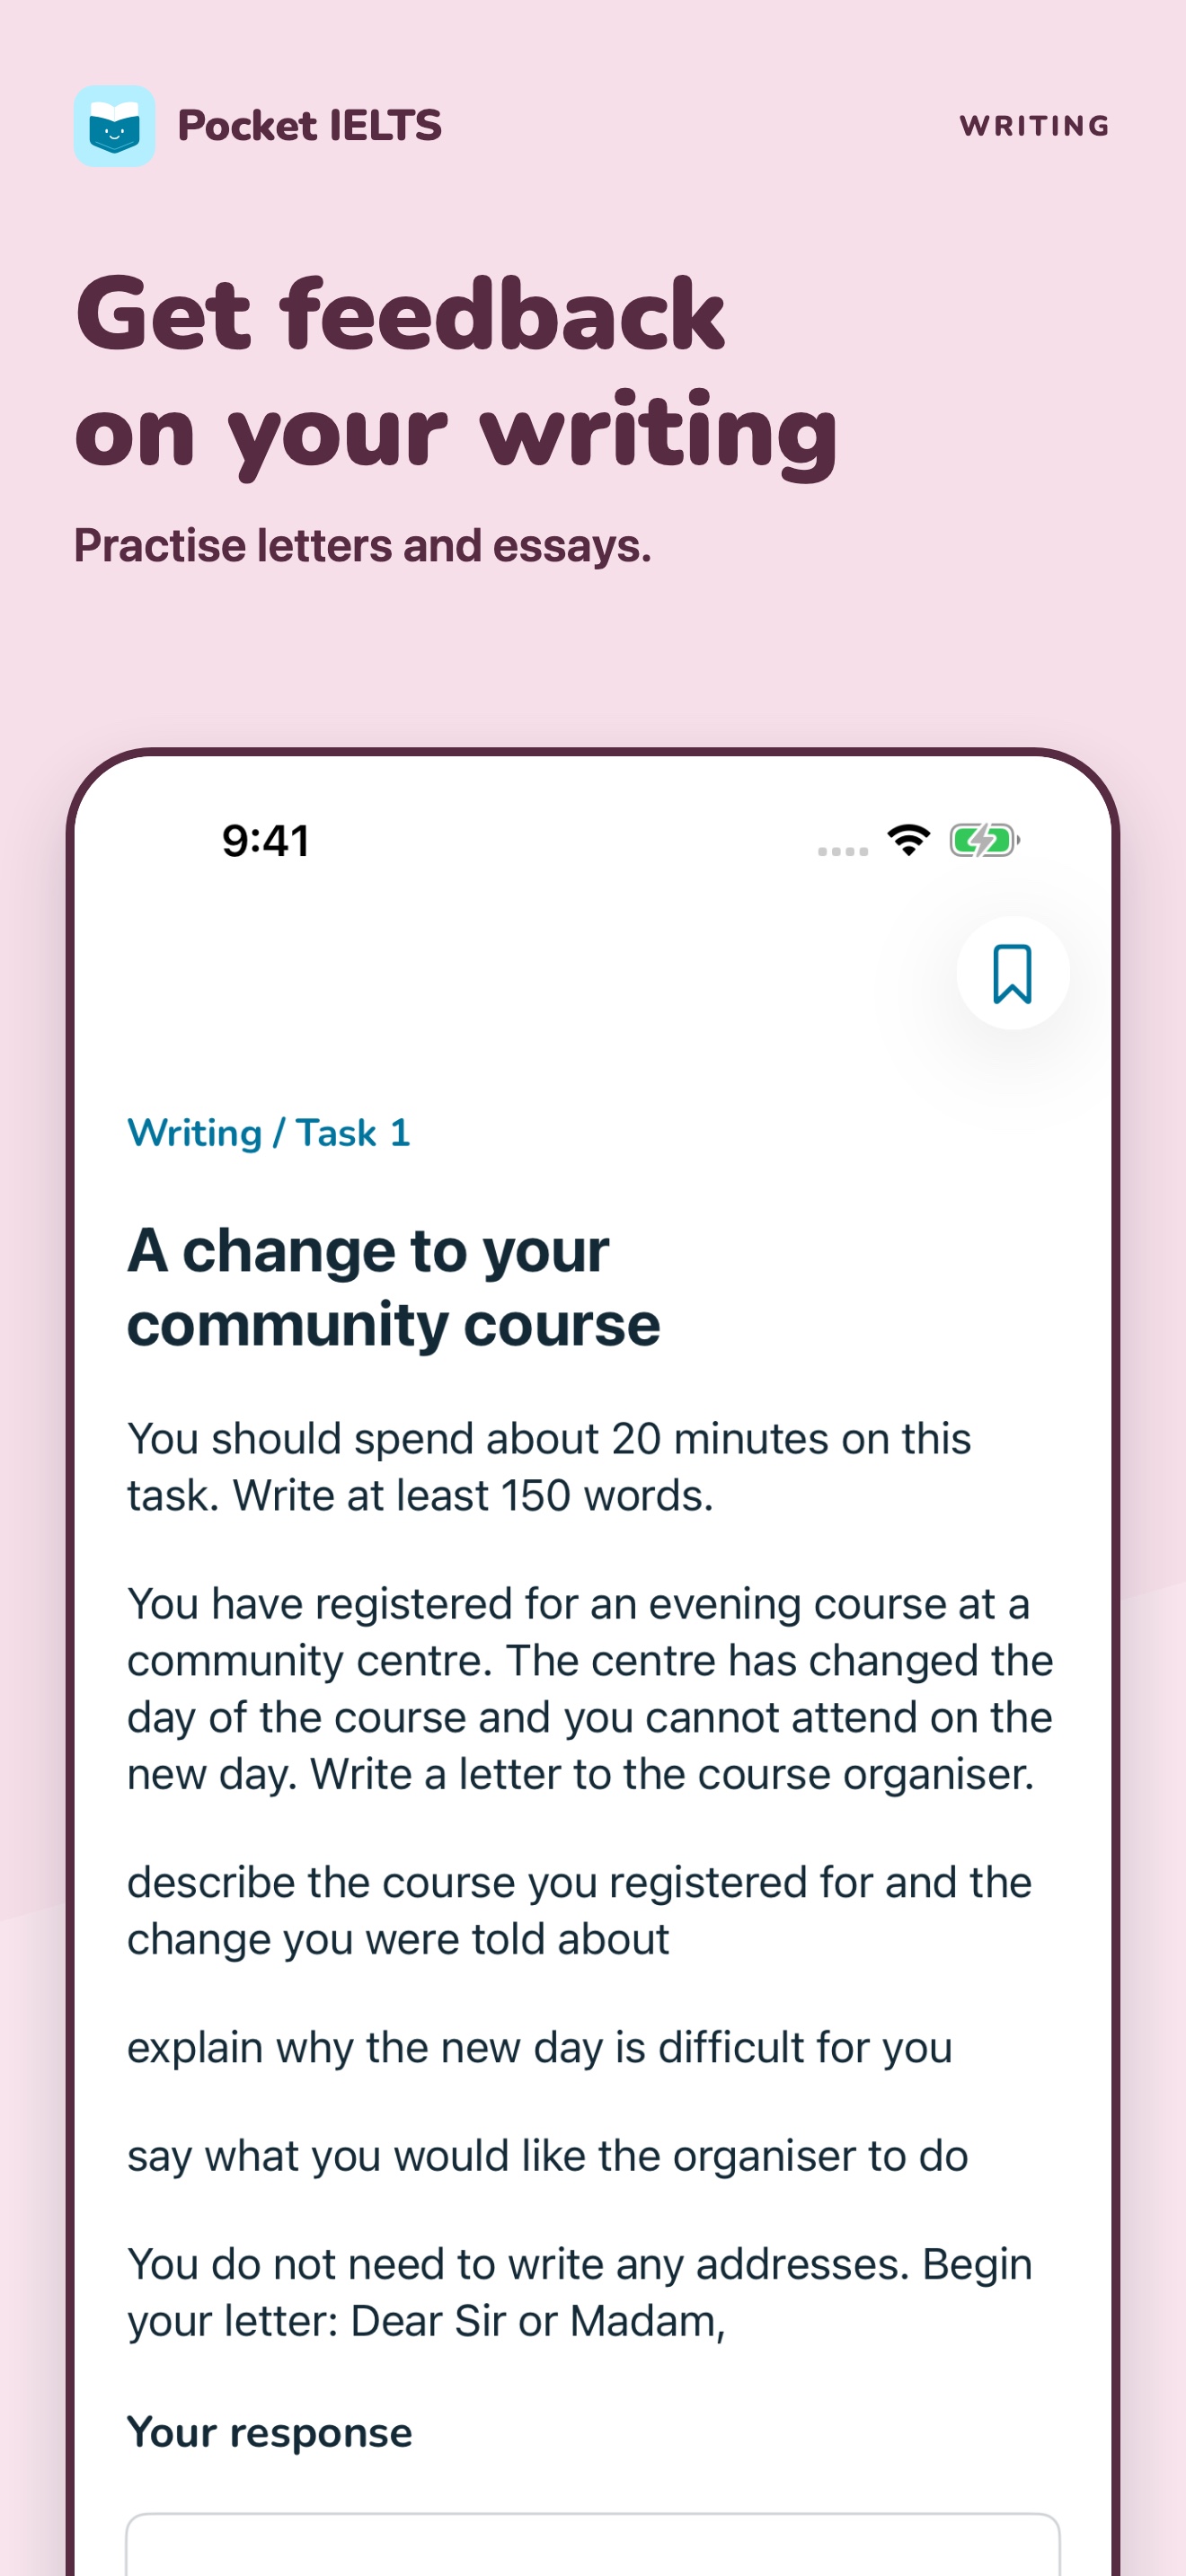 Pocket IELTS
WRITING
Get feedback
on your writing
Practise letters and essays.
9:41
Writing / Task 1
A change to your
community course
You should spend about 20 minutes on this
task. Write at least 150 words.
You have registered for an evening course at a
community centre. The centre has changed the
day of the course and you cannot attend on the
new day. Write a letter to the course organiser.
describe the course you registered for and the
change you were told about
explain why the new day is difficult for you
say what you would like the organiser to do
You do not need to write any addresses. Begin
your letter: Dear Sir or Madam,
Your response